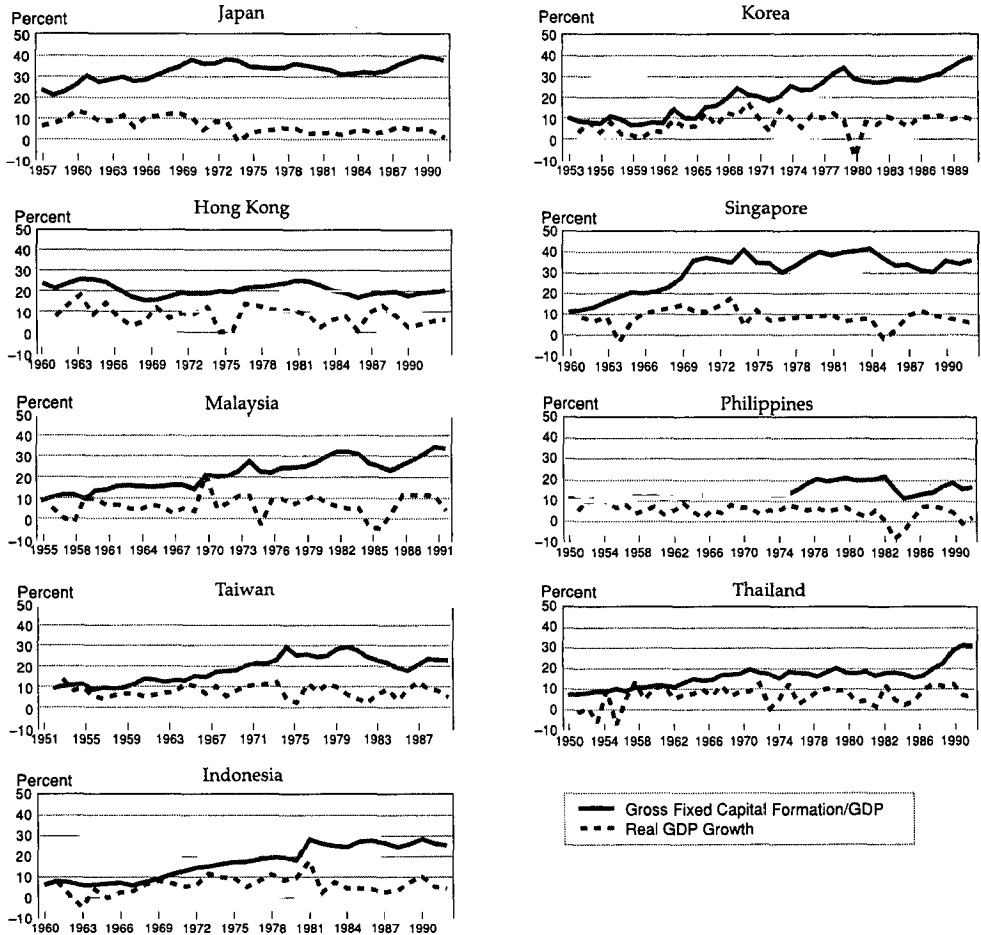 Japan
Percent
50
40
30
20
10
0
–10
1957 1960 1963 1966 1969 1972 1975 1978 1981 1984 1987 1990
Korea
Percent
50
40
30
20
10
0
–10
1953 1956 1959 1962 1965 1968 1971 1974 1977 1980 1983 1986 1989
Hong Kong
Percent
50
40
30
20
10
0
–10
1960 1963 1966 1969 1972 1975 1978 1981 1984 1987 1990
Singapore
Percent
50
40
30
20
10
0
–10
1960 1963 1966 1969 1972 1975 1978 1981 1984 1987 1990
Malaysia
Percent
50
40
30
20
10
0
–10
1955 1958 1961 1964 1967 1970 1973 1976 1979 1982 1985 1988 1991
Philippines
Percent
50
40
30
20
10
0
–10
1950 1954 1958 1962 1966 1970 1974 1978 1982 1986 1990
Taiwan
Percent
50
40
30
20
10
0
–10
1951 1955 1959 1963 1967 1971 1975 1979 1983 1987
Thailand
Percent
50
40
30
20
10
0
–10
1950 1954 1958 1962 1966 1970 1974 1980 1982 1986 1990
Indonesia
Percent
50
40
30
20
10
0
–10
1960 1963 1966 1969 1972 1975 1978 1981 1984 1987 1990
Gross Fixed Capital Formation/GDP
Real GDP Growth